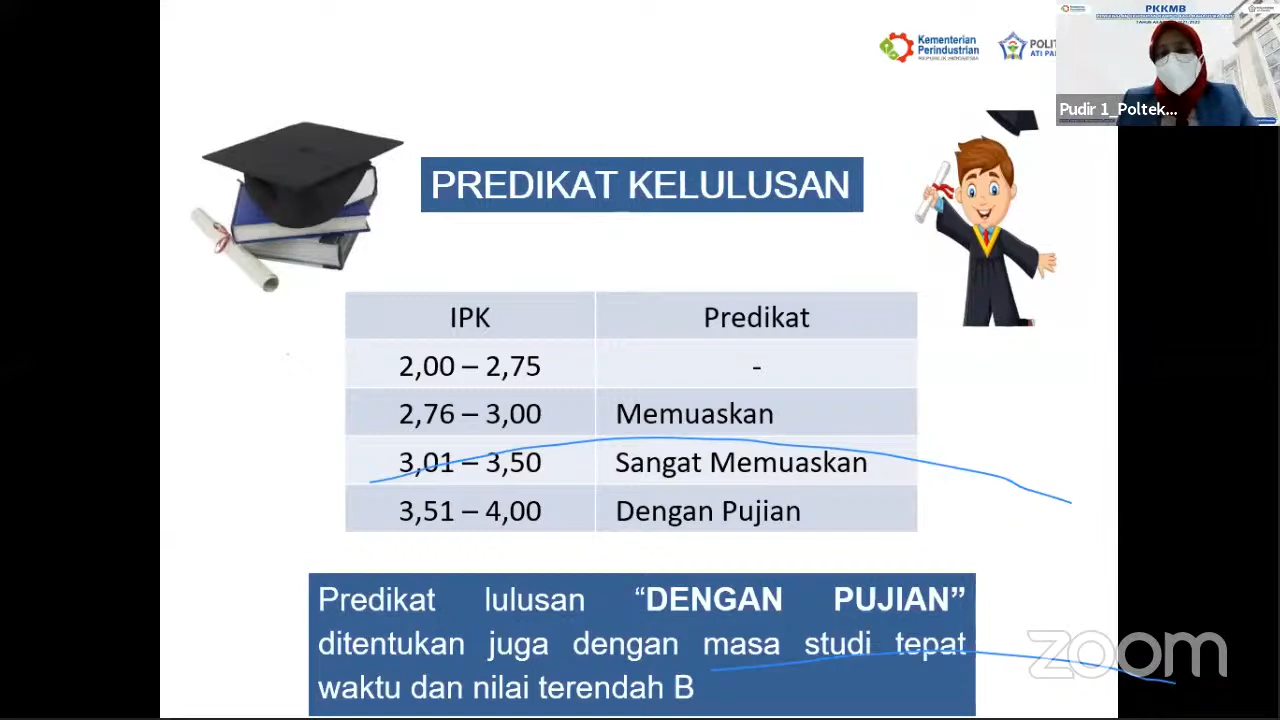 PKKMB
Kementerian
Perindustrian
REPUBLIK INDONESIA
POLIT
ATI PA
Pudir 1_Poltek...
PREDIKAT KELULUSAN
IPK Predikat
2,00 – 2,75 -
2,76 – 3,00 Memuaskan
3,01 – 3,50 Sangat Memuaskan
3,51 – 4,00 Dengan Pujian
Predikat lulusan “DENGAN PUJIAN”
ditentukan juga dengan masa studi tepat
waktu dan nilai terendah B
zoom